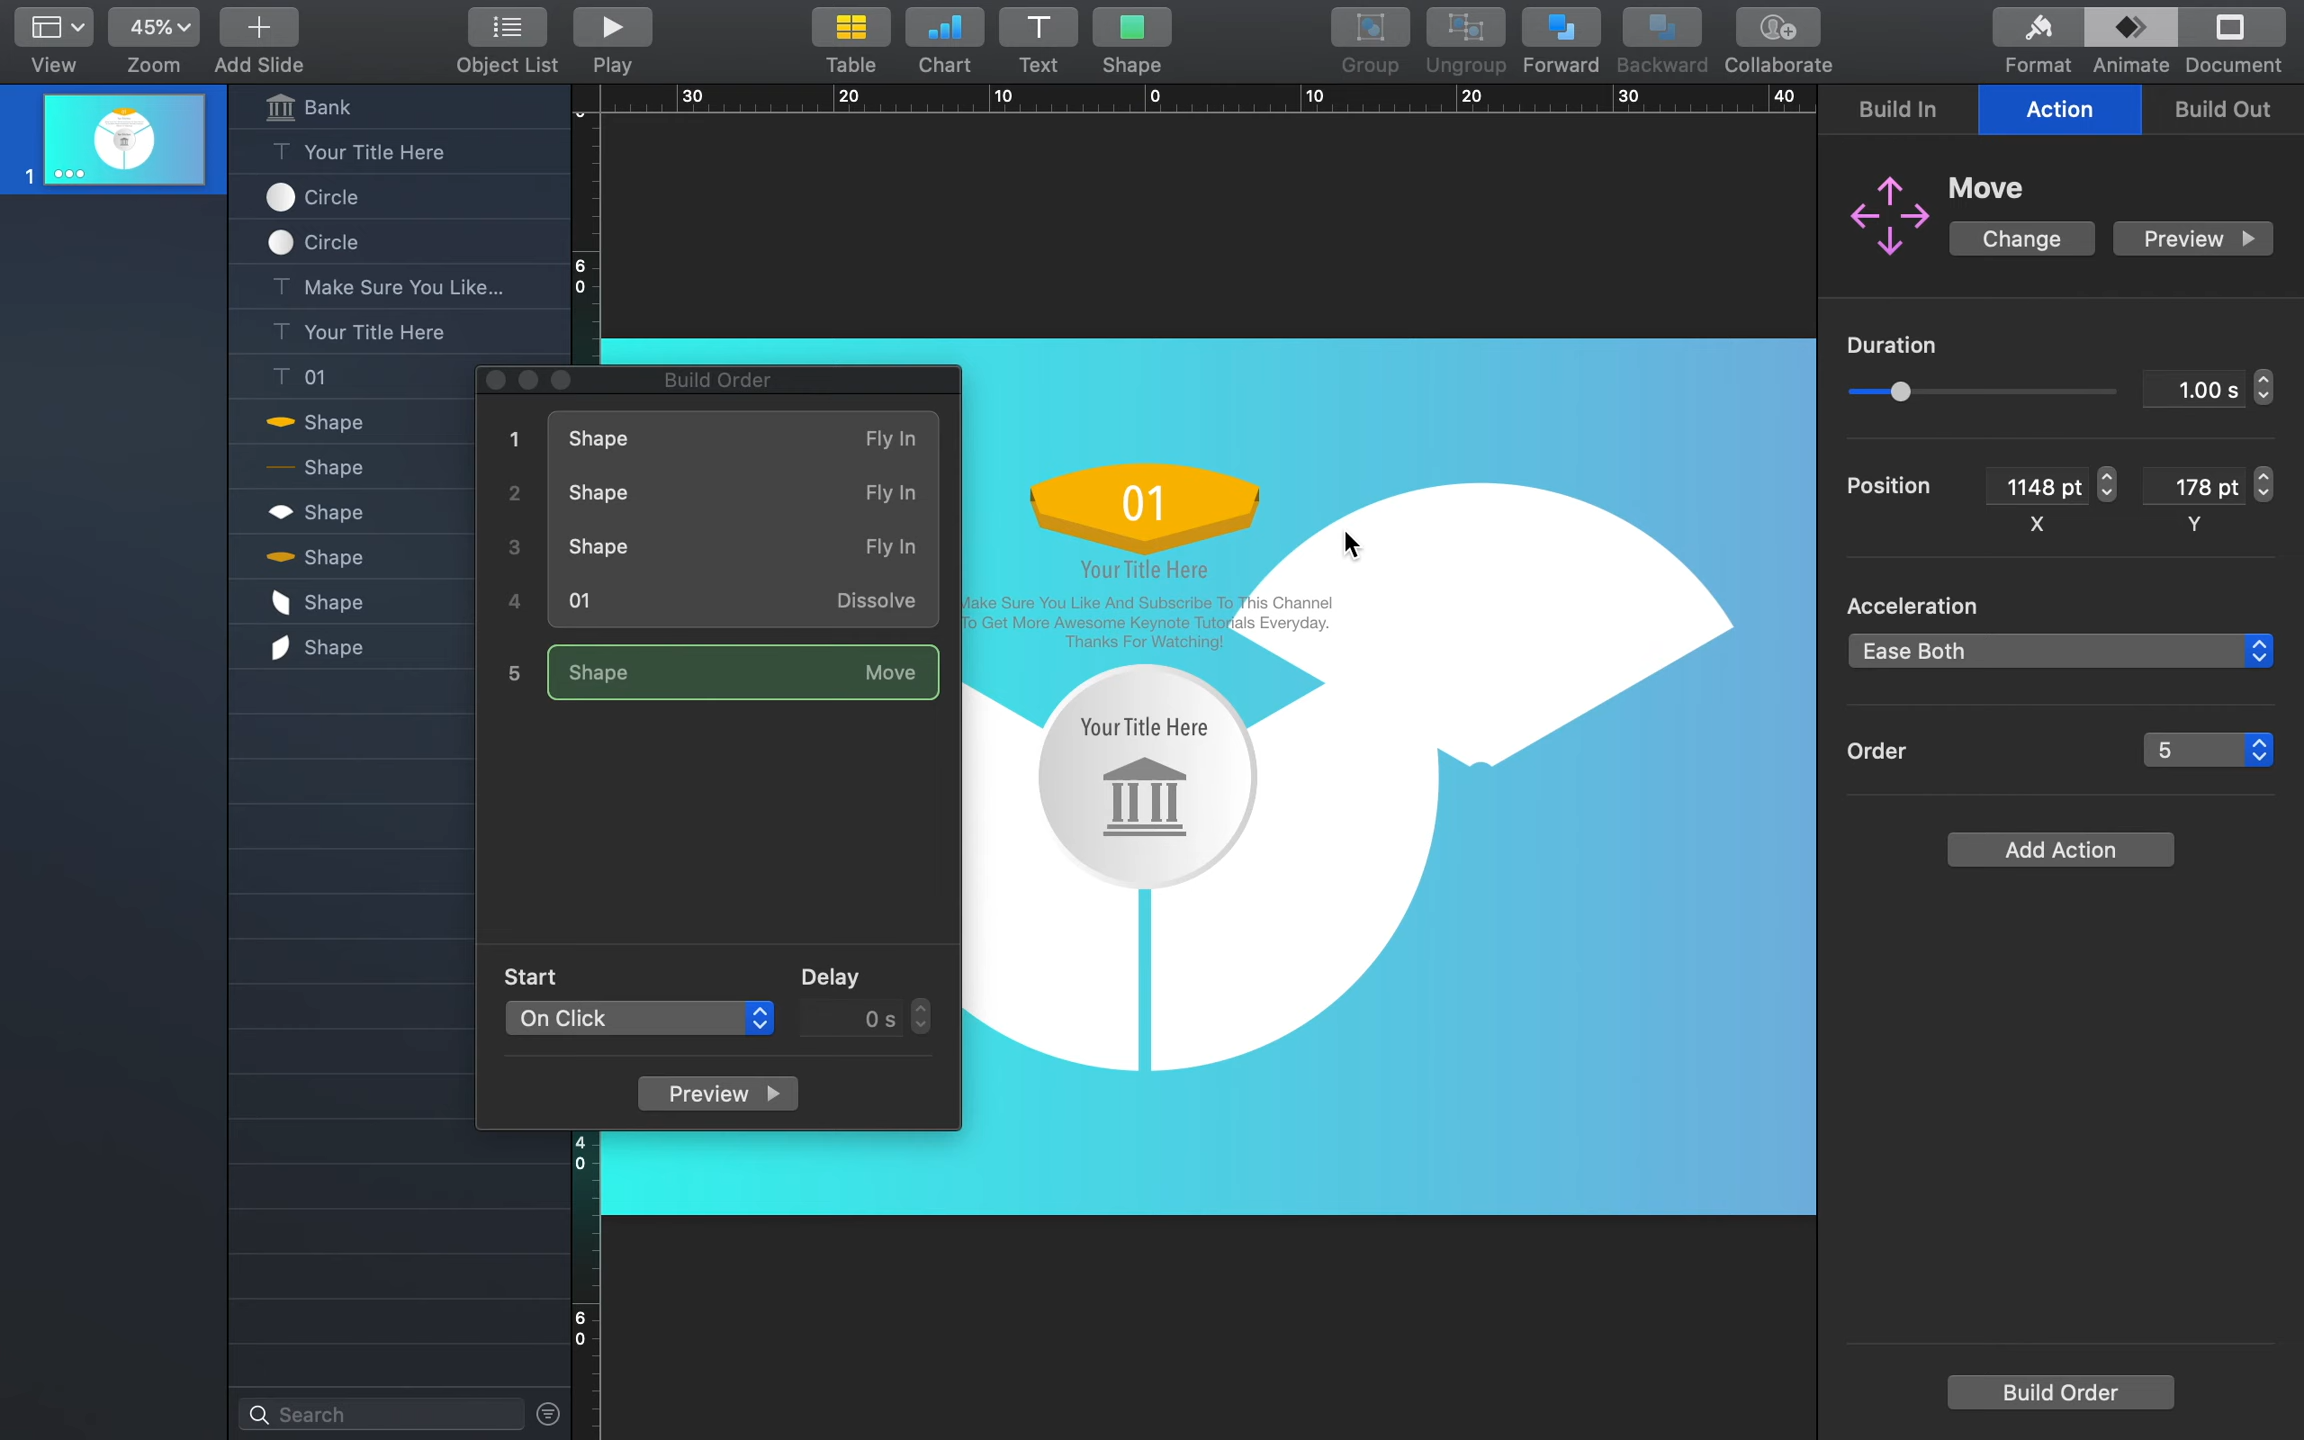 45%
View
Zoom
Add Slide
Object List
Play
Table
Chart
Text
Shape
Group
Ungroup
Forward
Backward
Collaborate
Format
Animate
Document
1
Bank
Your Title Here
Circle
Circle
Make Sure You Like...
Your Title Here
01
Shape
Shape
Shape
Shape
Shape
Shape
Search
30
20
10
0
10
20
30
40
60
40
60
Build Order
1 Shape Fly In
2 Shape Fly In
3 Shape Fly In
4 01 Dissolve
5 Shape Move
Start
Delay
On Click
0 s
Preview
01
Your Title Here
Make Sure You Like And Subscribe To This Channel
To Get More Awesome Keynote Tutorials Everyday.
Thanks For Watching!
Your Title Here
Build In
Action
Build Out
Move
Change
Preview
Duration
1.00 s
Position
1148 pt
178 pt
X
Y
Acceleration
Ease Both
Order
5
Add Action
Build Order